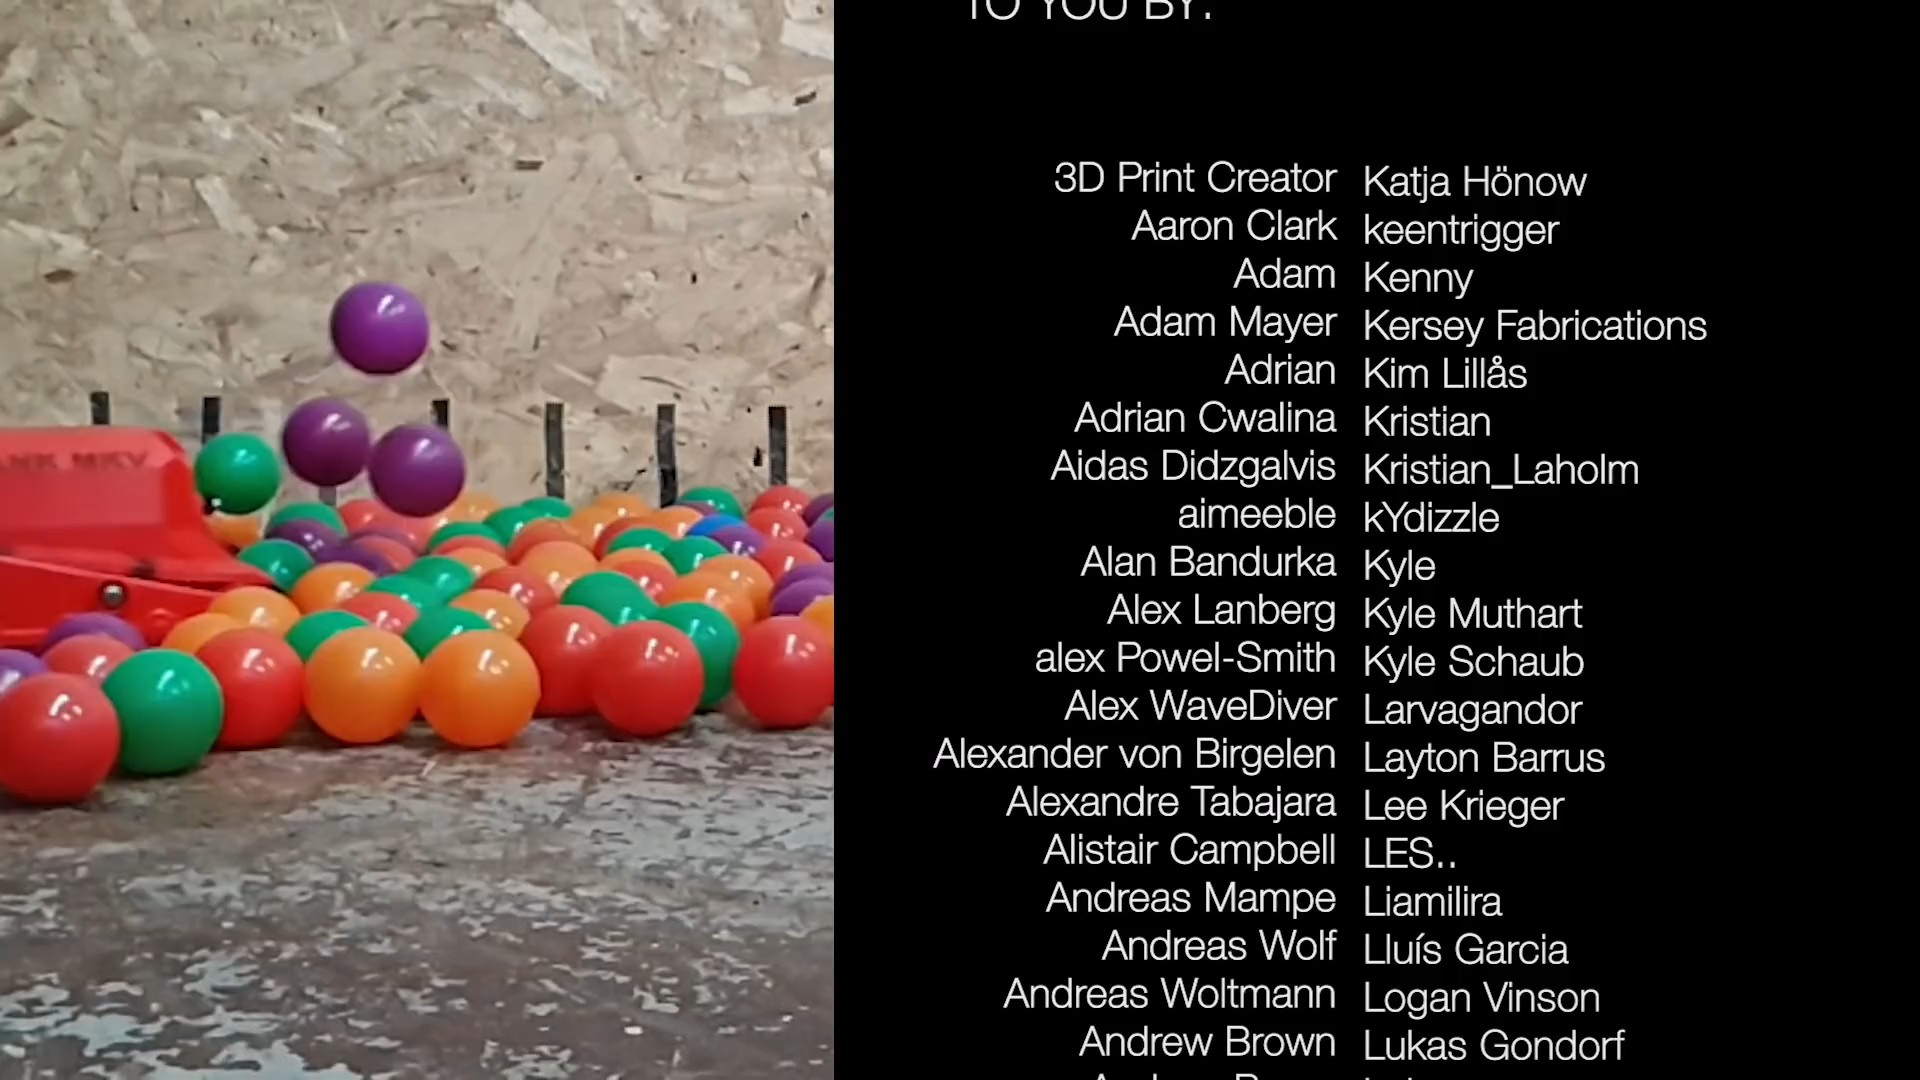 TO YOU BY:
3D Print Creator
Aaron Clark
Adam
Adam Mayer
Adrian
Adrian Cwalina
Aidas Didzgalvis
aimeeble
Alan Bandurka
Alex Lanberg
alex Powel-Smith
Alex WaveDiver
Alexander von Birgelen
Alexandre Tabajara
Alistair Campbell
Andreas Mampe
Andreas Wolf
Andreas Woltmann
Andrew Brown
Katja Hönow
keentrigger
Kenny
Kersey Fabrications
Kim Lillås
Kristian
Kristian_Laholm
kYdizzle
Kyle
Kyle Muthart
Kyle Schaub
Larvagandor
Layton Barrus
Lee Krieger
LES..
Liamilira
Lluís Garcia
Logan Vinson
Lukas Gondorf